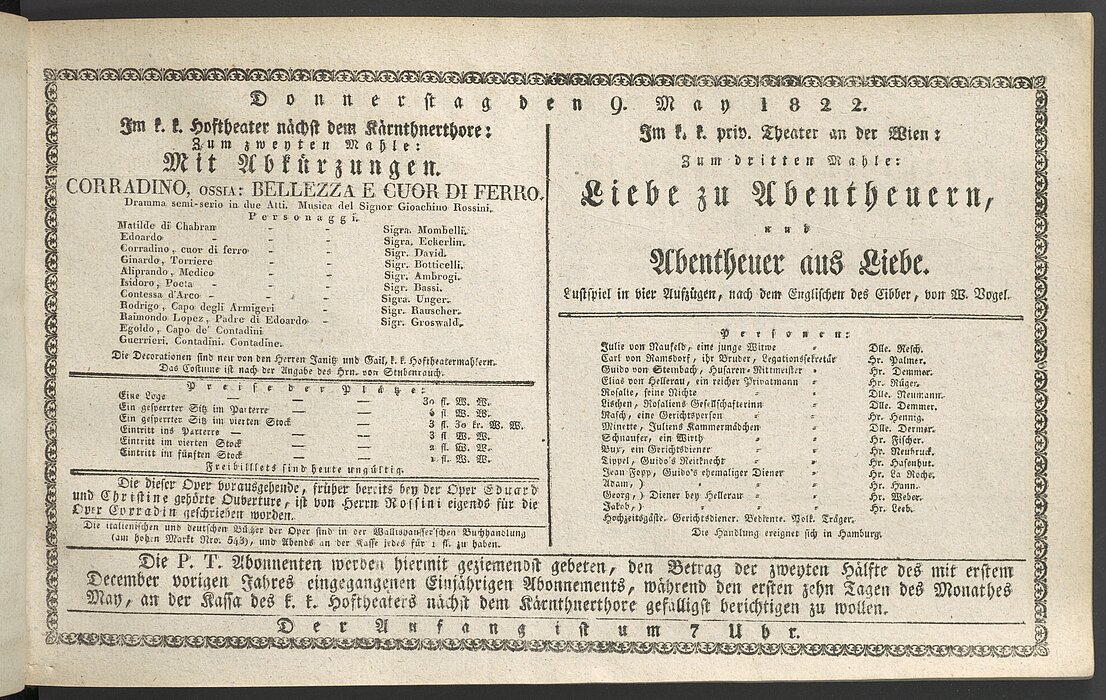 Donnerstag den 9. May 1822.
Im k. k. Hoftheater nächst dem Kärnthnerthore:
Zum zweyten Mahle:
Mit Abkürzungen.
CORRADINO, OSSIA: BELLEZZA E CUOR DI FERRO.
Dramma semi-serio in due Atti. Musica del Signor Gioachino Rossini.
Personaggi.
Matilde di Chabran - - Sigra. Mombelli.
Edoardo - - - Sigra. Eckerlin.
Corradino, cuor di ferro - - Sigr. David.
Ginardo, Torriere - - Sigr. Botticelli.
Aliprando, Medico - - Sigr. Ambrogi.
Isidoro, Poeta - - - Sigr. Bassi.
Contessa d'Arco - - - Sigra. Unger.
Rodrigo, Capo degli Armigeri - Sigr. Rauscher.
Raimondo Lopez, Padre di Edoardo - - Sigr. Groswald.
Egoldo, Capo de' Contadini
Guerrieri. Contadini. Contadine.
Die Decorationen sind neu von den Herren Janitz und Gail, k. k. Hoftheatermahlern.
Das Costume ist nach der Angabe des Hrn. von Stubenrauch.
Preise der Plätze:
Eine Loge — — 30 fl. W. W.
Ein gesperrter Sitz im Parterre — — 6 fl. W. W.
Ein gesperrter Sitz im vierten Stock — 3 fl. 30 kr. W. W.
Eintritt ins Parterre — — — 3 fl. W. W.
Eintritt im vierten Stock — — 2 fl. W. W.
Eintritt im fünften Stock — — 1 fl. W. W.
Freibillets sind heute ungültig.
Die dieser Oper vorausgehende, früher bereits bey der Oper Eduard
und Christine gehörte Ouverture, ist von Herrn Rossini eigends für die
Oper Corradin geschrieben worden.
Die italienischen und deutschen Bücher der Oper sind in der Wallishausser'schen Buchhandlung
(am hohen Markt Nro. 543), und Abends an der Kasse jedes für 1 fl. zu haben.
Im k. k. priv. Theater an der Wien:
Zum dritten Mahle:
Liebe zu Abentheuern,
und
Abentheuer aus Liebe.
Lustspiel in vier Aufzügen, nach dem Englischen des Cibber, von W. Vogel.
Personen:
Julie von Naufeld, eine junge Witwe = Dlle. Resch.
Carl von Ramsdorf, ihr Bruder, Legationssekretär Hr. Palmer.
Guido von Steinbach, Husaren-Rittmeister = Hr. Demmer.
Elias von Hellerau, ein reicher Privatmann = Hr. Rüger.
Rosalie, seine Nichte = = Dlle. Neumann.
Lischen, Rosaliens Gesellschafterinn = Dlle. Demmer.
Rasch, eine Gerichtsperson = = Hr. Hennig.
Minette, Juliens Kammermädchen = Dlle. Dermer.
Schnaufer, ein Wirth = = Hr. Fischer.
Bux, ein Gerichtsdiener = = Hr. Neubruck.
Tippel, Guido's Reitknecht = = Hr. Hasenhut.
Jean Fopp, Guido's ehemaliger Diener = Hr. La Roche.
Adam, ) = = Hr. Hann.
Georg, ) Diener bey Hellerau = = Hr. Weber.
Jakob, ) = = Hr. Leeb.
Hochzeitsgäste. Gerichtsdiener. Bediente. Volk. Träger.
Die Handlung ereignet sich in Hamburg.
Die P. T. Abonnenten werden hiermit geziemendst gebeten, den Betrag der zweyten Hälfte des mit erstem
December vorigen Jahres eingegangenen Einjährigen Abonnements, während den ersten zehn Tagen des Monathes
May, an der Kassa des k. k. Hoftheaters nächst dem Kärnthnerthore gefälligst berichtigen zu wollen.
Der Anfang ist um 7 Uhr.